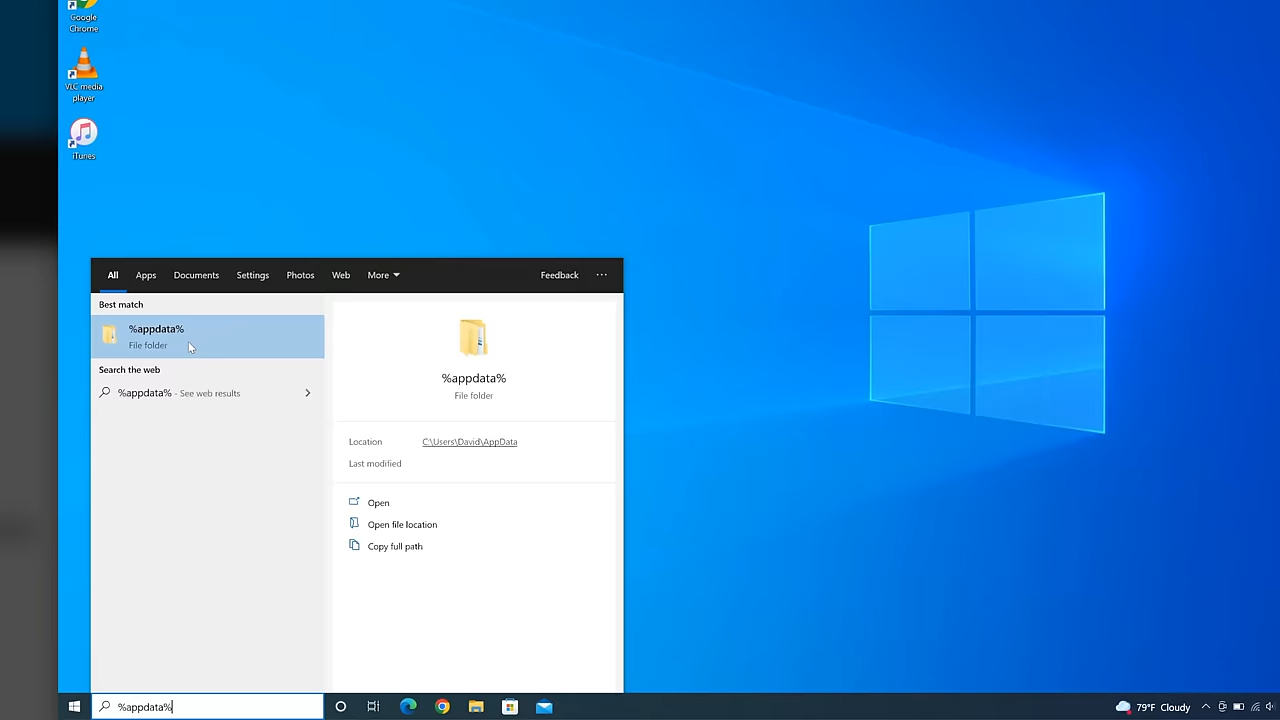 Google
Chrome
VLC media
player
iTunes
All Apps Documents Settings Photos Web More Feedback ...
Best match
%appdata%
File folder
Search the web
%appdata% - See web results
%appdata%
File folder
Location C:\Users\David\AppData
Last modified
Open
Open file location
Copy full path
%appdata%
79°F Cloudy